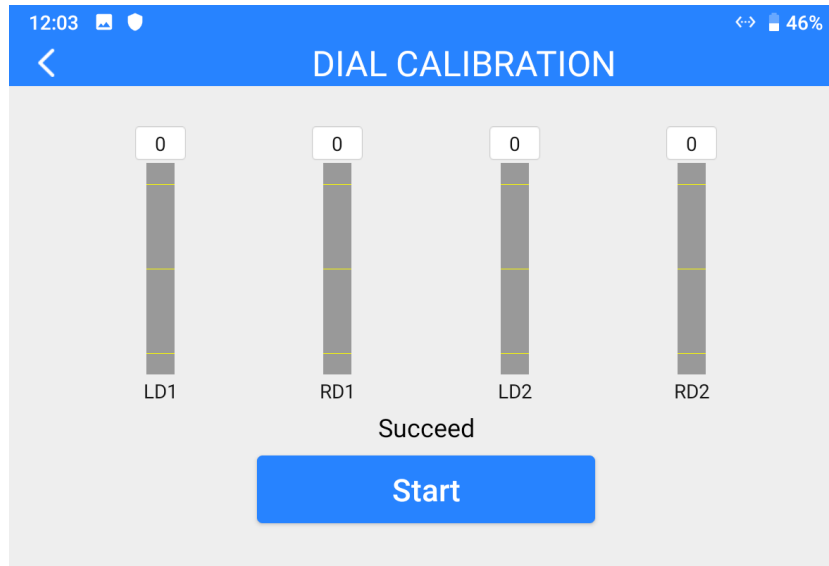 12:03 46%
DIAL CALIBRATION
0 0 0 0
LD1 RD1 LD2 RD2
Succeed
Start